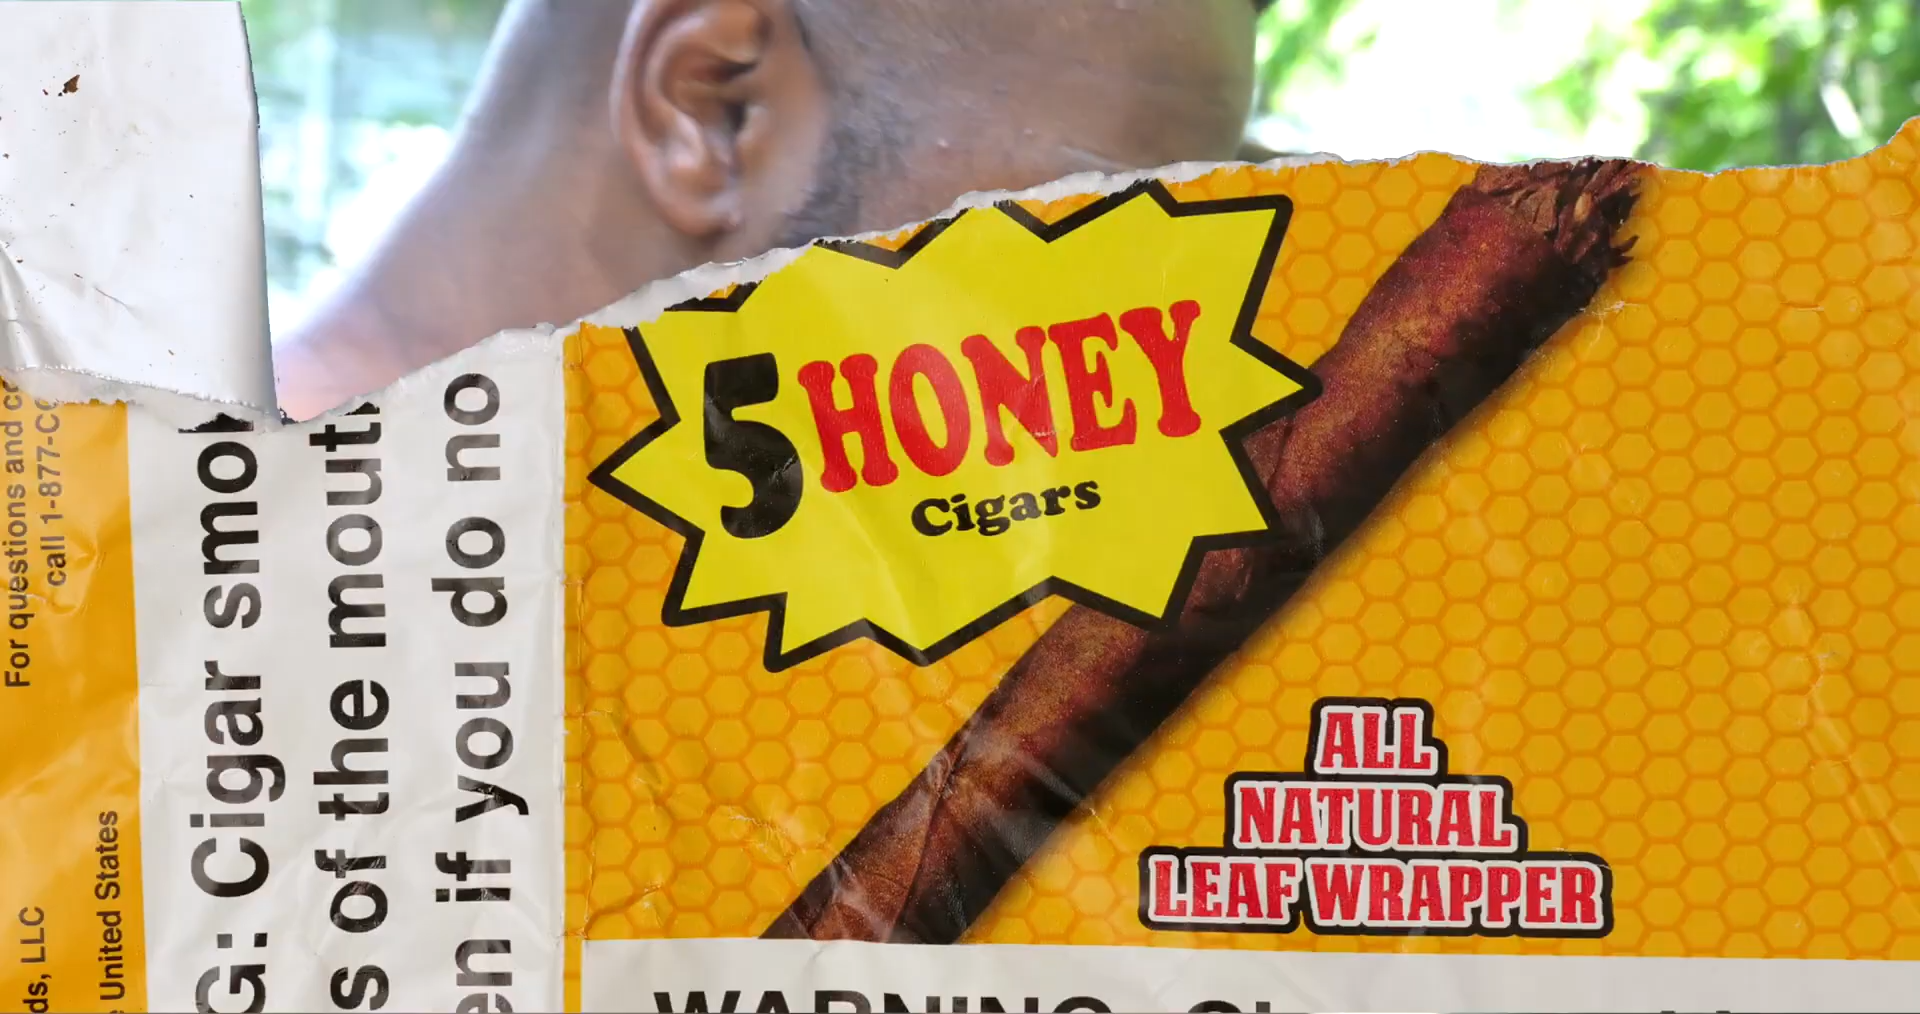 For questions and
call 1-877-
ds, LLC
United States
G: Cigar smo
s of the mout
en if you do no
5 HONEY
Cigars
ALL
NATURAL
LEAF WRAPPER
WARNING: